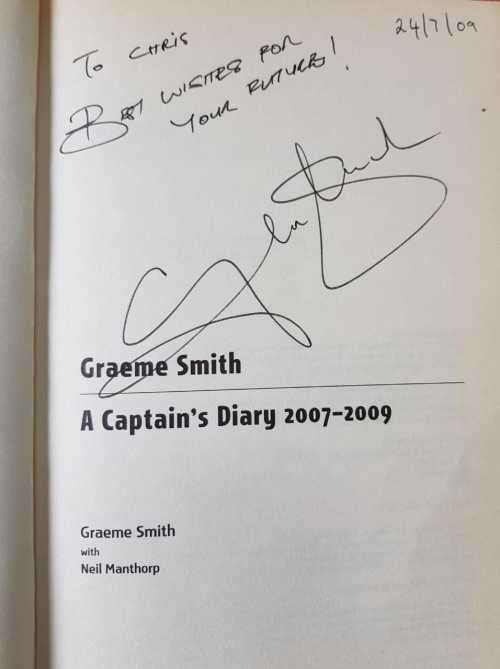 24/7/09
To CHRIS
BEST WISHES FOR
YOUR FUTURE!
Graeme Smith
A Captain's Diary 2007–2009
Graeme Smith
with
Neil Manthorp